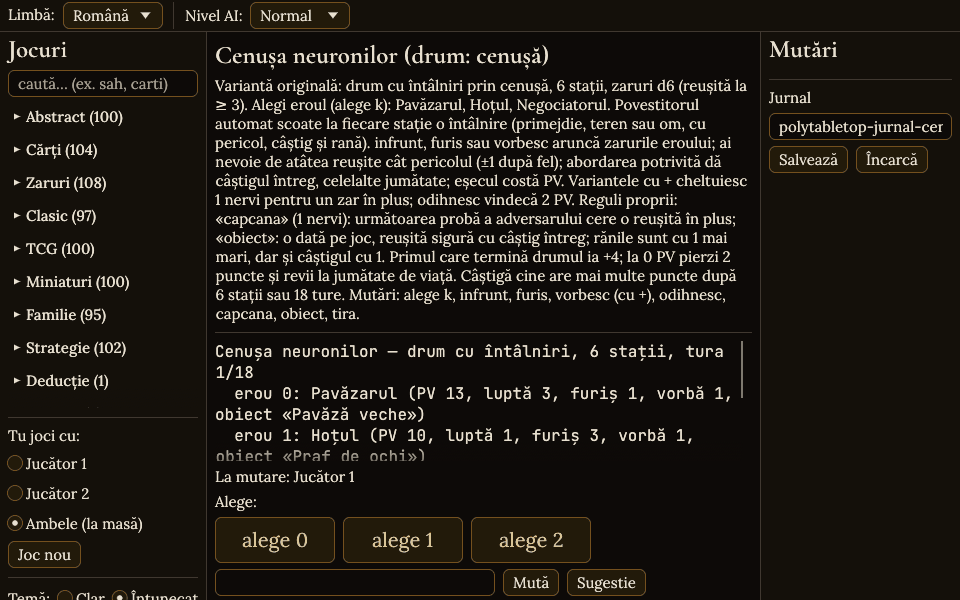 Limbă: Română ▼ Nivel AI: Normal ▼
Jocuri
caută... (ex. sah, carti)
▸ Abstract (100)
▸ Cărți (104)
▸ Zaruri (108)
▸ Clasic (97)
▸ TCG (100)
▸ Miniaturi (100)
▸ Familie (95)
▸ Strategie (102)
▸ Deducție (1)
Tu joci cu:
Jucător 1
Jucător 2
Ambele (la masă)
Joc nou
Temă: Clar Întunecat
Cenușa neuronilor (drum: cenușă)
Variantă originală: drum cu întâlniri prin cenușă, 6 stații, zaruri d6 (reușită la
≥ 3). Alegi eroul (alege k): Pavăzarul, Hoțul, Negociatorul. Povestitorul
automat scoate la fiecare stație o întâlnire (primejdie, teren sau om, cu
pericol, câștig și rană). infrunt, furis sau vorbesc aruncă zarurile eroului; ai
nevoie de atâtea reușite cât pericolul (±1 după fel); abordarea potrivită dă
câștigul întreg, celelalte jumătate; eșecul costă PV. Variantele cu + cheltuiesc
1 nervi pentru un zar în plus; odihnesc vindecă 2 PV. Reguli proprii:
«capcana» (1 nervi): următoarea probă a adversarului cere o reușită în plus;
«obiect»: o dată pe joc, reușită sigură cu câștig întreg; rănile sunt cu 1 mai
mari, dar și câștigul cu 1. Primul care termină drumul ia +4; la 0 PV pierzi 2
puncte și revii la jumătate de viață. Câștigă cine are mai multe puncte după
6 stații sau 18 ture. Mutări: alege k, infrunt, furis, vorbesc (cu +), odihnesc,
capcana, obiect, tira.
Cenușa neuronilor — drum cu întâlniri, 6 stații, tura
1/18
erou 0: Pavăzarul (PV 13, luptă 3, furiș 1, vorbă 1,
obiect «Pavăză veche»)
erou 1: Hoțul (PV 10, luptă 1, furiș 3, vorbă 1,
obiect «Praf de ochi»)
La mutare: Jucător 1
Alege:
alege 0 alege 1 alege 2
Mută Sugestie
Mutări
Jurnal
polytabletop-jurnal-cer
Salvează Încarcă